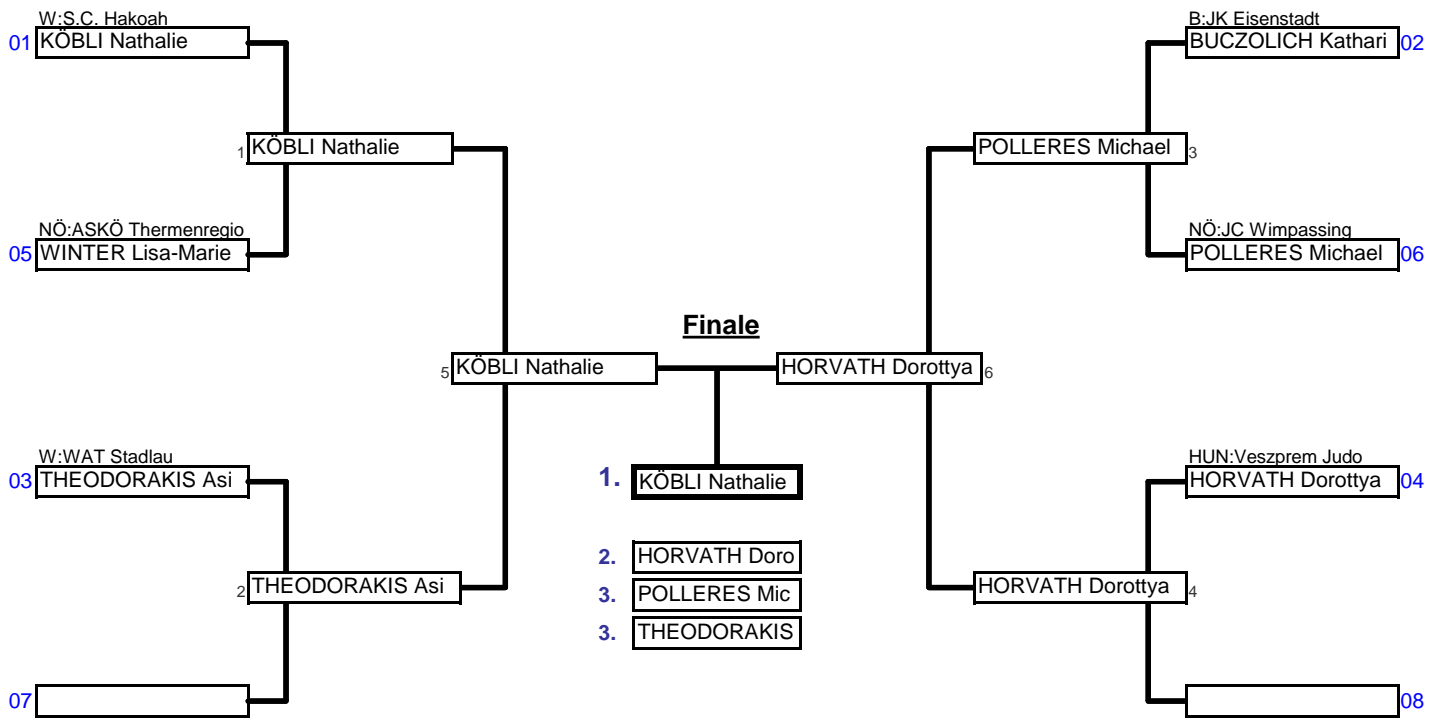 W:S.C. Hakoah
01 KÖBLI Nathalie
1 KÖBLI Nathalie
NÖ:ASKÖ Thermenregio
05 WINTER Lisa-Marie
5 KÖBLI Nathalie
W:WAT Stadlau
03 THEODORAKIS Asi
2 THEODORAKIS Asi
07
Finale
1. KÖBLI Nathalie
2. HORVATH Doro
3. POLLERES Mic
3. THEODORAKIS
B:JK Eisenstadt
BUCZOLICH Kathari 02
POLLERES Michael 3
NÖ:JC Wimpassing
POLLERES Michael 06
HORVATH Dorottya 6
HUN:Veszprem Judo
HORVATH Dorottya 04
HORVATH Dorottya 4
08